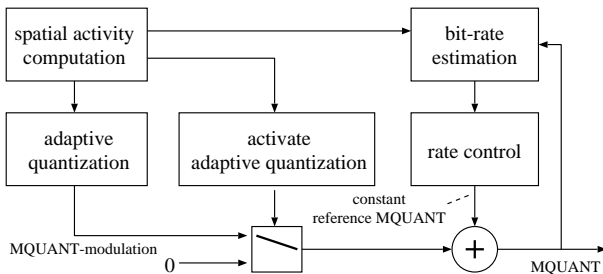 spatial activity
computation
bit-rate
estimation
adaptive
quantization
activate
adaptive quantization
rate control
constant
reference MQUANT
MQUANT-modulation
0
+
MQUANT